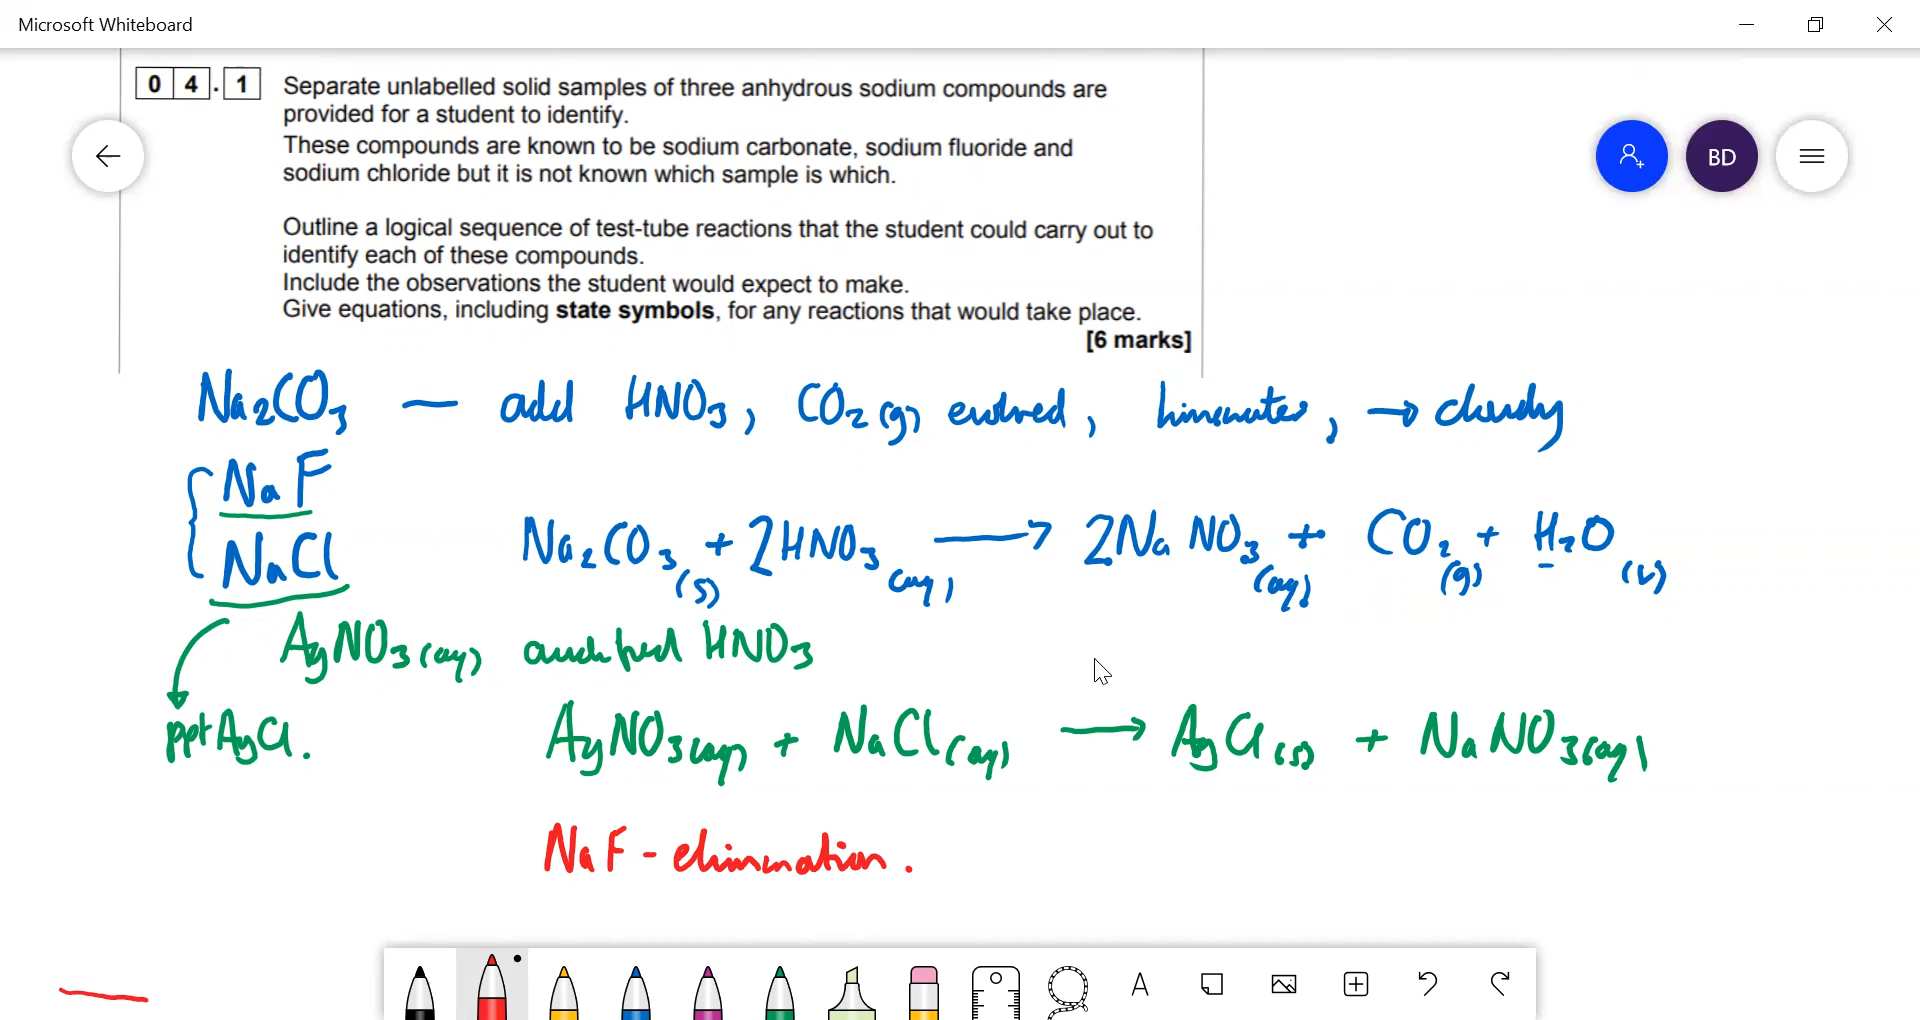 Microsoft Whiteboard
0 4 . 1 Separate unlabelled solid samples of three anhydrous sodium compounds are
provided for a student to identify.
These compounds are known to be sodium carbonate, sodium fluoride and
sodium chloride but it is not known which sample is which.
BD
Outline a logical sequence of test-tube reactions that the student could carry out to
identify each of these compounds.
Include the observations the student would expect to make.
Give equations, including state symbols, for any reactions that would take place.
[6 marks]
Na₂CO₃ — add HNO₃, CO₂(g) evolved, limewater, → cloudy
NaF
Na₂CO₃(s) + 2HNO₃(aq) → 2NaNO₃(aq) + CO₂(g) + H₂O(l)
NaCl
AgNO₃(aq) acidified HNO₃
ppt AgCl.
AgNO₃(aq) + NaCl(aq) → AgCl(s) + NaNO₃(aq)
NaF - elimination.
A